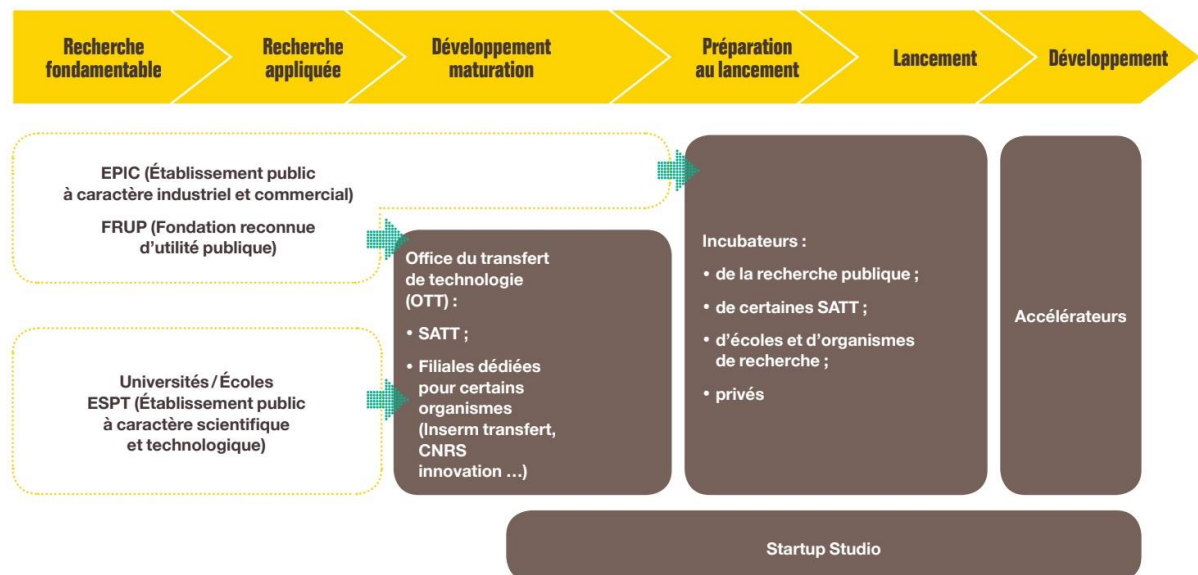 Recherche
fondamentable
Recherche
appliquée
Développement
maturation
Préparation
au lancement
Lancement
Développement
EPIC (Établissement public
à caractère industriel et commercial)
FRUP (Fondation reconnue
d’utilité publique)
Universités / Écoles
ESPT (Établissement public
à caractère scientifique
et technologique)
Office du transfert
de technologie
(OTT) :
• SATT ;
• Filiales dédiées
pour certains
organismes
(Inserm transfert,
CNRS
innovation ...)
Incubateurs :
• de la recherche publique ;
• de certaines SATT ;
• d’écoles et d’organismes
de recherche ;
• privés
Accélérateurs
Startup Studio